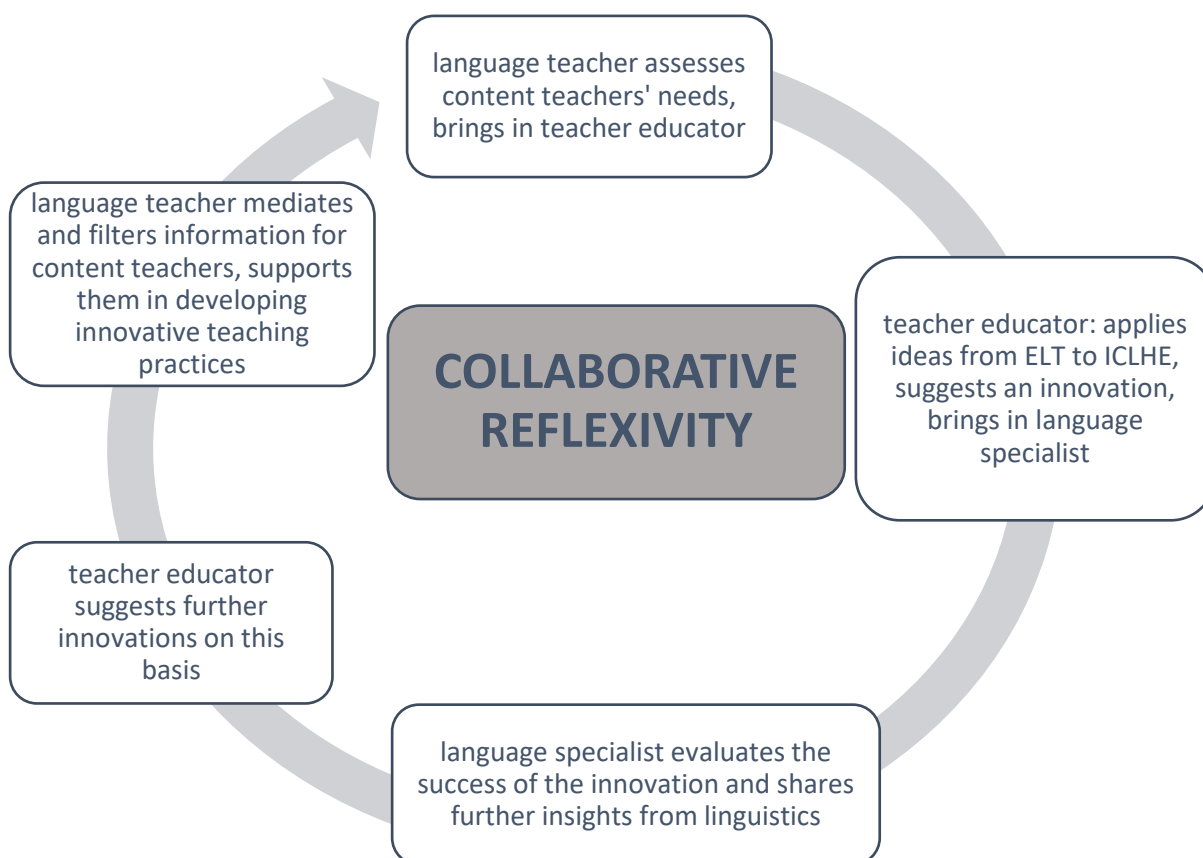 language teacher assesses
content teachers' needs,
brings in teacher educator
teacher educator: applies
ideas from ELT to ICLHE,
suggests an innovation,
brings in language
specialist
language specialist evaluates the
success of the innovation and shares
further insights from linguistics
teacher educator
suggests further
innovations on this
basis
language teacher mediates
and filters information for
content teachers, supports
them in developing
innovative teaching
practices
COLLABORATIVE
REFLEXIVITY